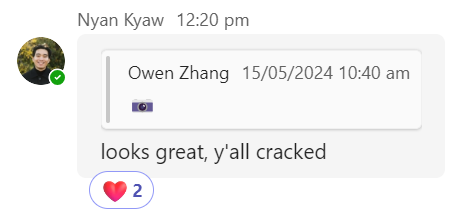 Nyan Kyaw 12:20 pm
Owen Zhang 15/05/2024 10:40 am
📷
looks great, y'all cracked
❤️ 2